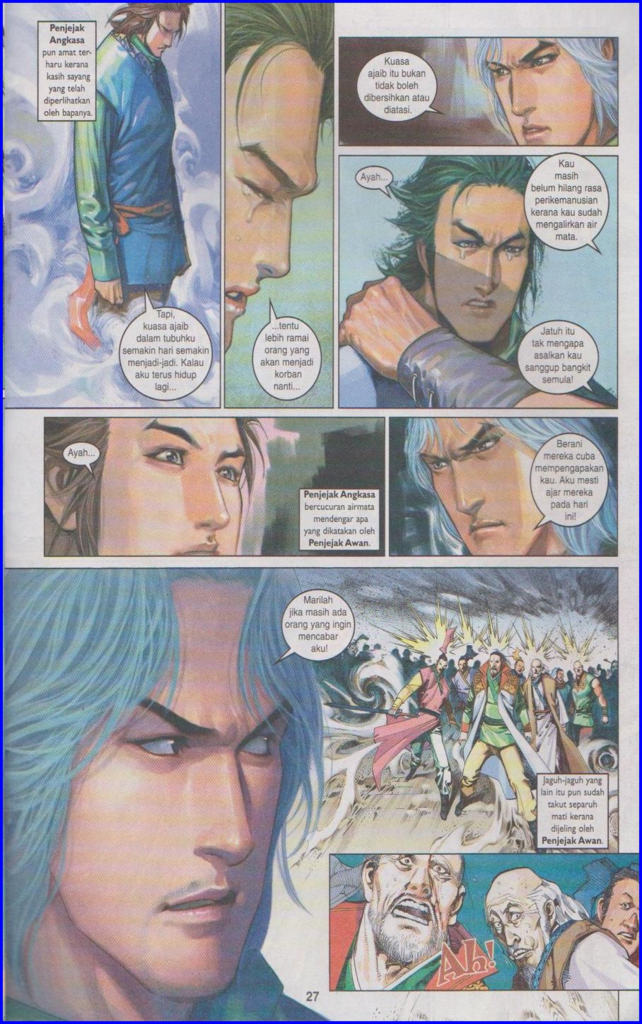 Penjejak
Angkasa
pun amat ter-
haru kerana
kasih sayang
yang telah
diperlihatkan
oleh bapanya.
Tapi,
kuasa ajaib
dalam tubuhku
semakin hari semakin
menjadi-jadi. Kalau
aku terus hidup
lagi...
...tentu
lebih ramai
orang yang
akan menjadi
korban
nanti...
Kuasa
ajaib itu bukan
tidak boleh
dibersihkan atau
diatasi.
Ayah...
Kau
masih
belum hilang rasa
perikemanusian
kerana kau sudah
mengalirkan air
mata.
Jatuh itu
tak mengapa
asalkan kau
sanggup bangkit
semula!
Ayah...
Penjejak Angkasa
bercucuran airmata
mendengar apa
yang dikatakan oleh
Penjejak Awan.
Berani
mereka cuba
mempengapakan
kau. Aku mesti
ajar mereka
pada hari
ini!
Marilah
jika masih ada
orang yang ingin
mencabar
aku!
Jaguh-jaguh yang
lain itu pun sudah
takut separuh
mati kerana
dijeling oleh
Penjejak Awan.
Ah!
27